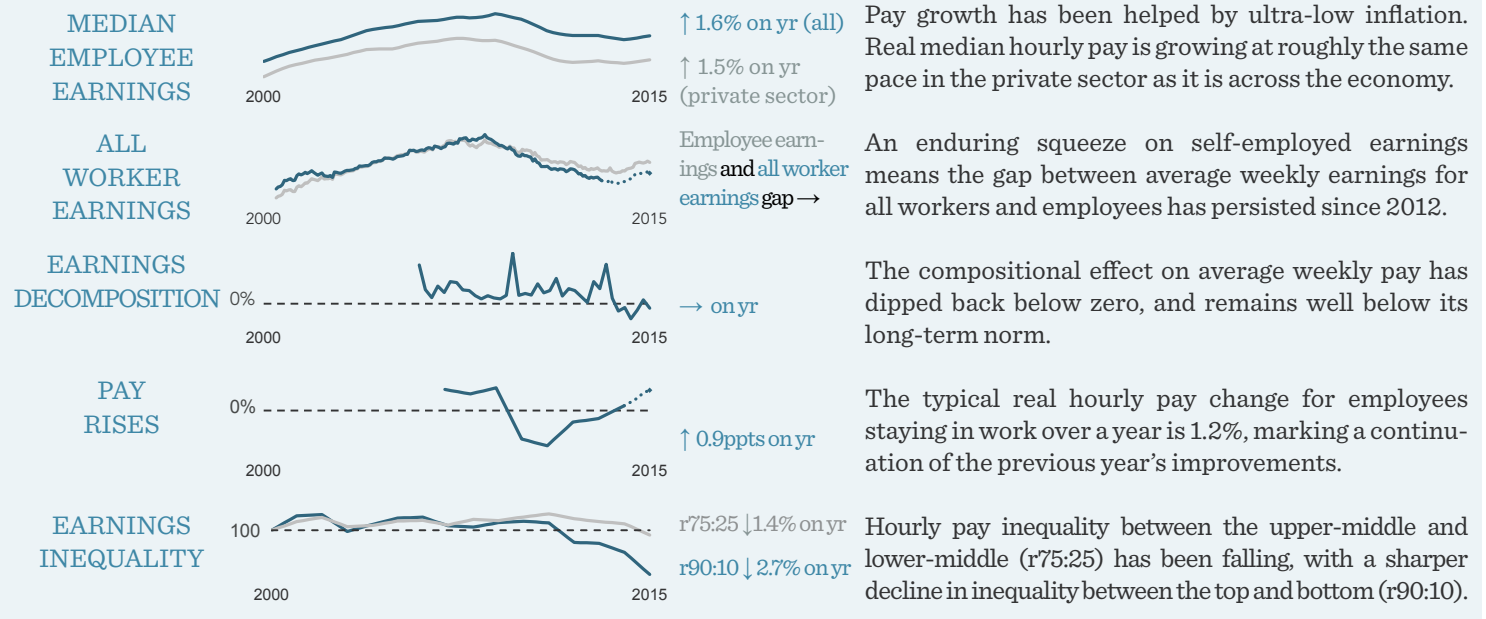 MEDIAN
EMPLOYEE
EARNINGS
2000
2015
↑ 1.6% on yr (all)
↑ 1.5% on yr
(private sector)
Pay growth has been helped by ultra-low inflation.
Real median hourly pay is growing at roughly the same
pace in the private sector as it is across the economy.
ALL
WORKER
EARNINGS
2000
2015
Employee earn-
ings and all worker
earnings gap →
An enduring squeeze on self-employed earnings
means the gap between average weekly earnings for
all workers and employees has persisted since 2012.
EARNINGS
DECOMPOSITION
0%
2000
2015
→ on yr
The compositional effect on average weekly pay has
dipped back below zero, and remains well below its
long-term norm.
PAY
RISES
0%
2000
2015
↑ 0.9ppts on yr
The typical real hourly pay change for employees
staying in work over a year is 1.2%, marking a continu-
ation of the previous year's improvements.
EARNINGS
INEQUALITY
100
2000
2015
r75:25 ↓1.4% on yr
r90:10 ↓ 2.7% on yr
Hourly pay inequality between the upper-middle and
lower-middle (r75:25) has been falling, with a sharper
decline in inequality between the top and bottom (r90:10).